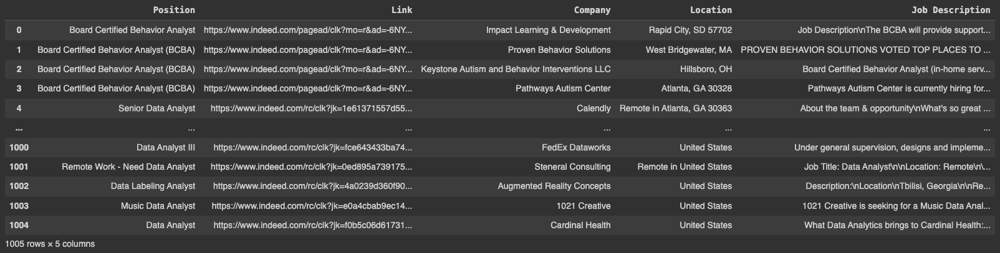 Position Link Company Location Job Description
0 Board Certified Behavior Analyst https://www.indeed.com/pagead/clk?mo=r&ad=-6NY... Impact Learning & Development Rapid City, SD 57702 Job Description\nThe BCBA will provide support...
1 Board Certified Behavior Analyst (BCBA) https://www.indeed.com/pagead/clk?mo=r&ad=-6NY... Proven Behavior Solutions West Bridgewater, MA PROVEN BEHAVIOR SOLUTIONS VOTED TOP PLACES TO ...
2 Board Certified Behavior Analyst (BCBA) https://www.indeed.com/pagead/clk?mo=r&ad=-6NY... Keystone Autism and Behavior Interventions LLC Hillsboro, OH Board Certified Behavior Analyst (in-home serv...
3 Board Certified Behavior Analyst (BCBA) https://www.indeed.com/pagead/clk?mo=r&ad=-6NY... Pathways Autism Center Atlanta, GA 30328 Pathways Autism Center is currently hiring for...
4 Senior Data Analyst https://www.indeed.com/rc/clk?jk=1e61371557d55... Calendly Remote in Atlanta, GA 30363 About the team & opportunity\nWhat's so great ...
... ... ... ... ... ...
1000 Data Analyst III https://www.indeed.com/rc/clk?jk=fce643433ba74... FedEx Dataworks United States Under general supervision, designs and impleme...
1001 Remote Work - Need Data Analyst https://www.indeed.com/rc/clk?jk=0ed895a739175... Steneral Consulting Remote in United States Job Title: Data Analyst\n\nLocation: Remote\n\...
1002 Data Labeling Analyst https://www.indeed.com/rc/clk?jk=4a0239d360f90... Augmented Reality Concepts United States Description:\nLocation\nTbilisi, Georgia\n\nRe...
1003 Music Data Analyst https://www.indeed.com/rc/clk?jk=e0a4cbab9ec14... 1021 Creative United States 1021 Creative is seeking for a Music Data Anal...
1004 Data Analyst https://www.indeed.com/rc/clk?jk=f0b5c06d61731... Cardinal Health United States What Data Analytics brings to Cardinal Health:...
1005 rows × 5 columns